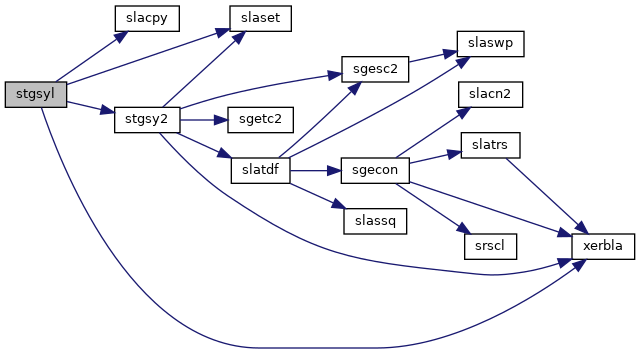 slacpy
slaset
slaswp
sgesc2
stgsyl
slacn2
stgsy2
sgetc2
slatrs
slatdf
sgecon
slassq
srscl
xerbla